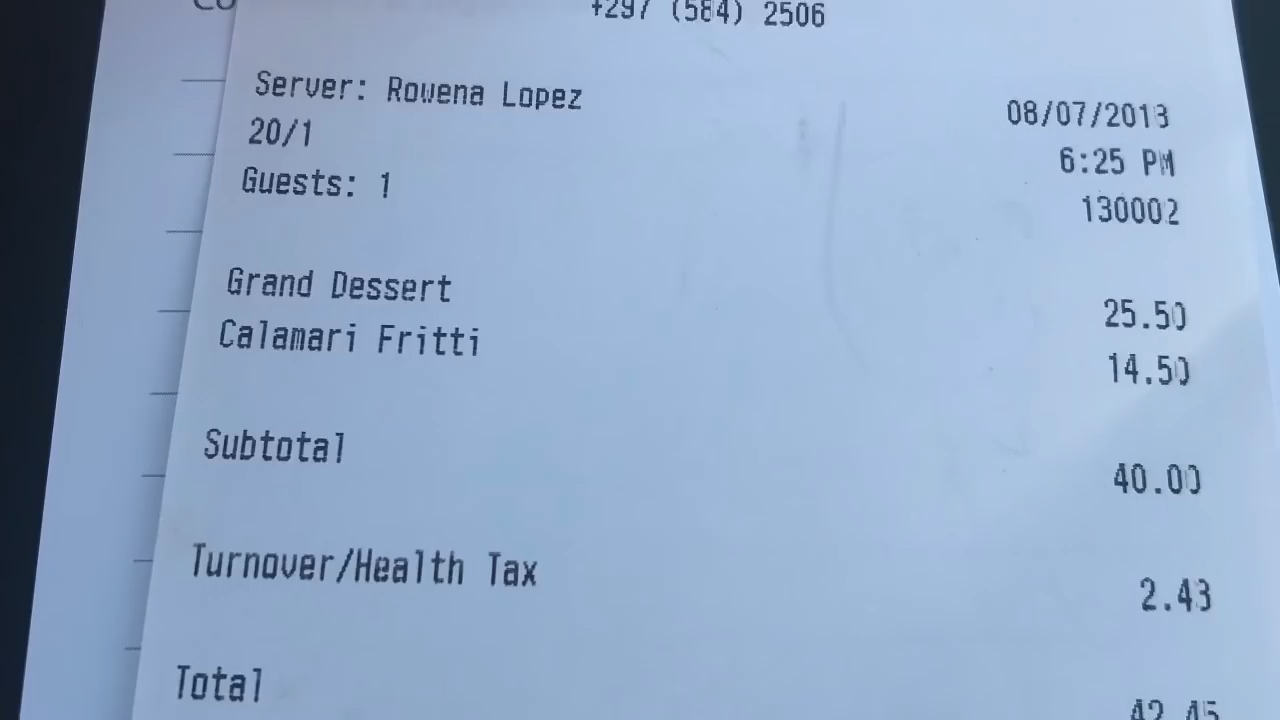 +297 (584) 2506
Server: Rowena Lopez 08/07/2018
20/1 6:25 PM
Guests: 1 130002
Grand Dessert 25.50
Calamari Fritti 14.50
Subtotal 40.00
Turnover/Health Tax 2.43
Total